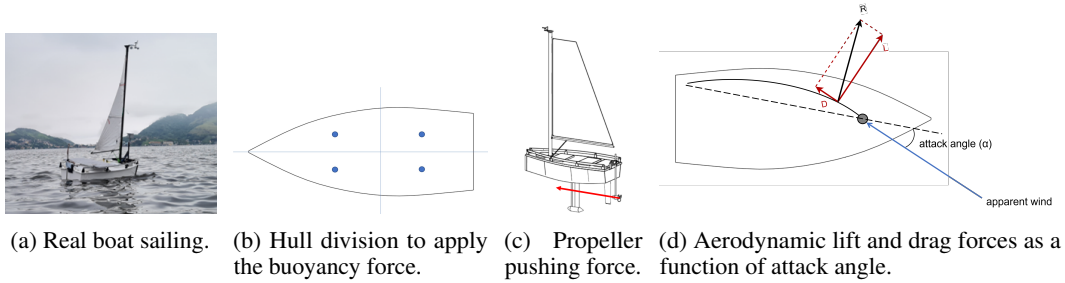 R
L
D
attack angle (α)
apparent wind
(a) Real boat sailing.
(b) Hull division to apply
the buoyancy force.
(c) Propeller
pushing force.
(d) Aerodynamic lift and drag forces as a
function of attack angle.